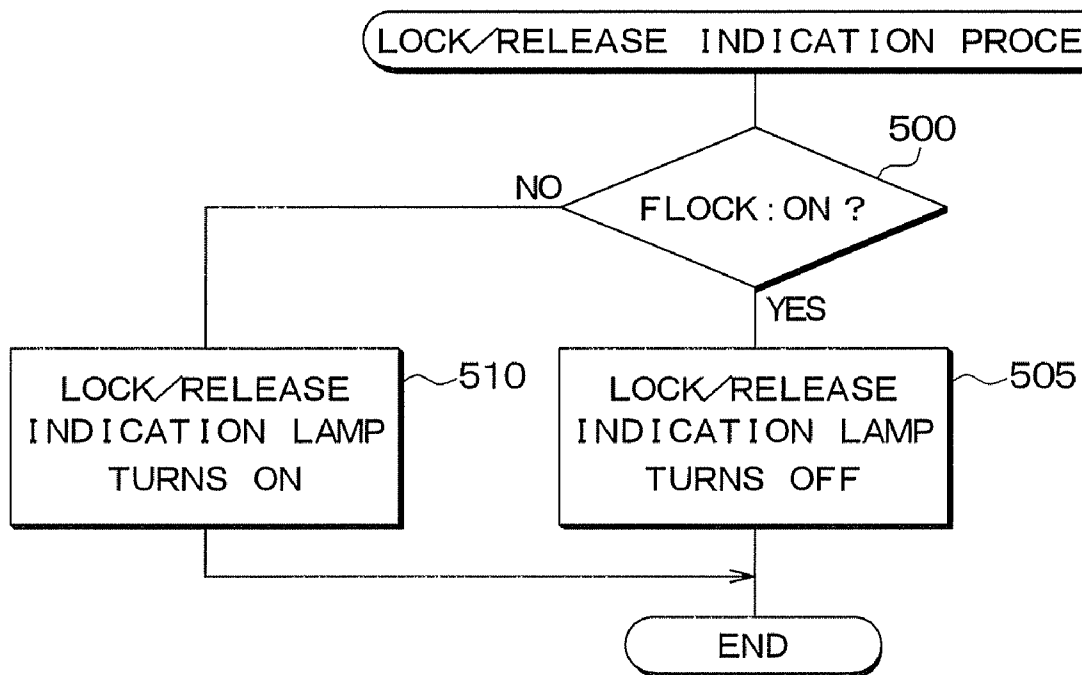 LOCK/RELEASE INDICATION PROCE
500
NO
FLOCK:ON?
YES
LOCK/RELEASE
INDICATION LAMP
TURNS ON
510
LOCK/RELEASE
INDICATION LAMP
TURNS OFF
505
END